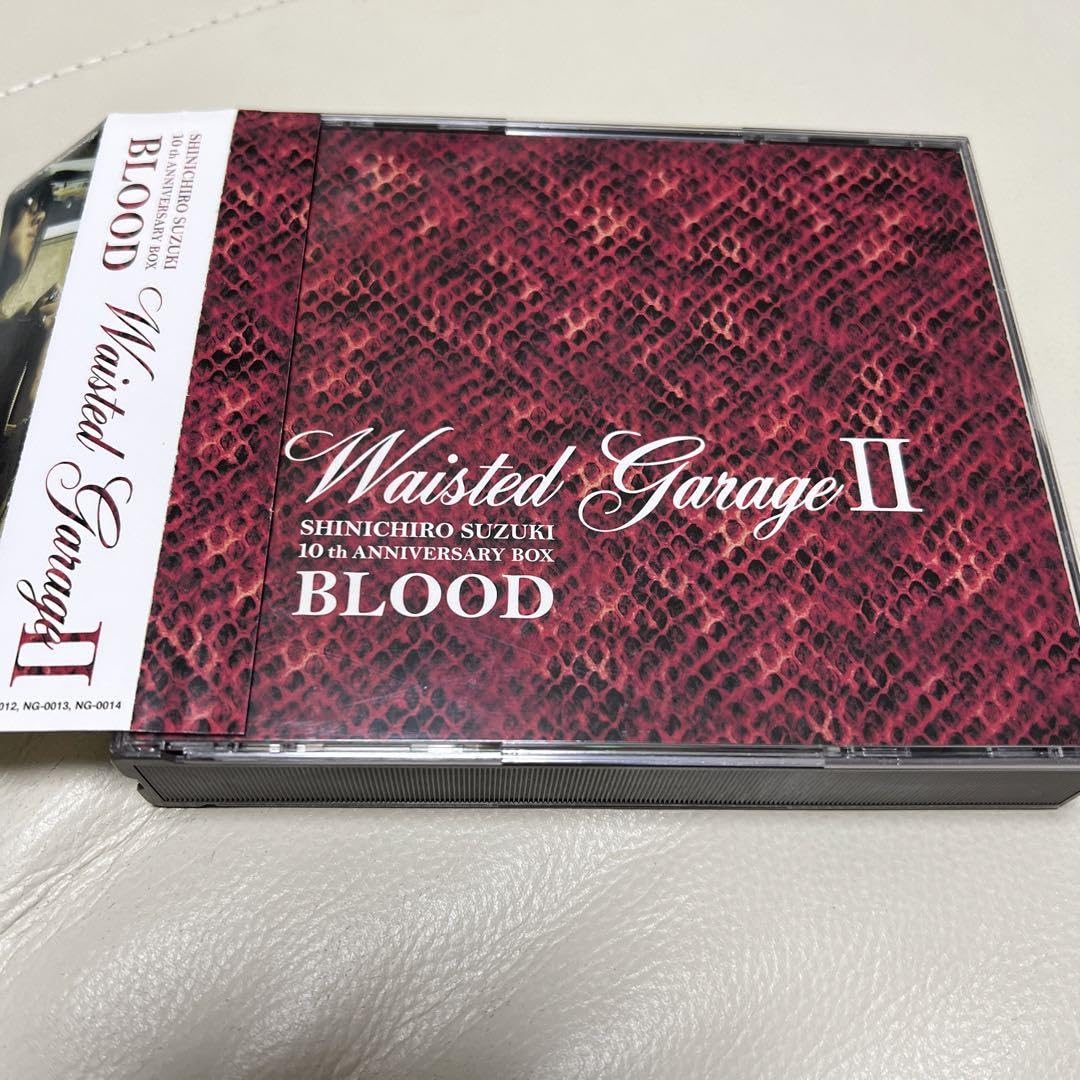 SHINICHIRO SUZUKI
10 th ANNIVERSARY BOX
BLOOD
Waisted Garage II
012, NG-0013, NG-0014
Waisted Garage II
SHINICHIRO SUZUKI
10 th ANNIVERSARY BOX
BLOOD